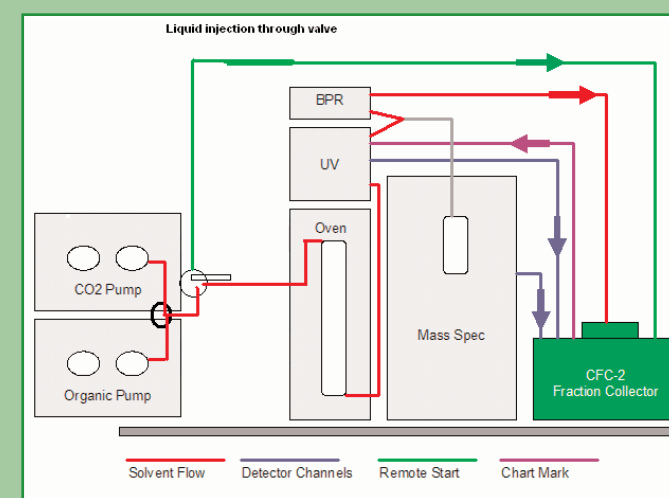 Liquid injection through valve
BPR
UV
Oven
CO2 Pump
Mass Spec
CFC-2
Fraction Collector
Organic Pump
Solvent Flow
Detector Channels
Remote Start
Chart Mark